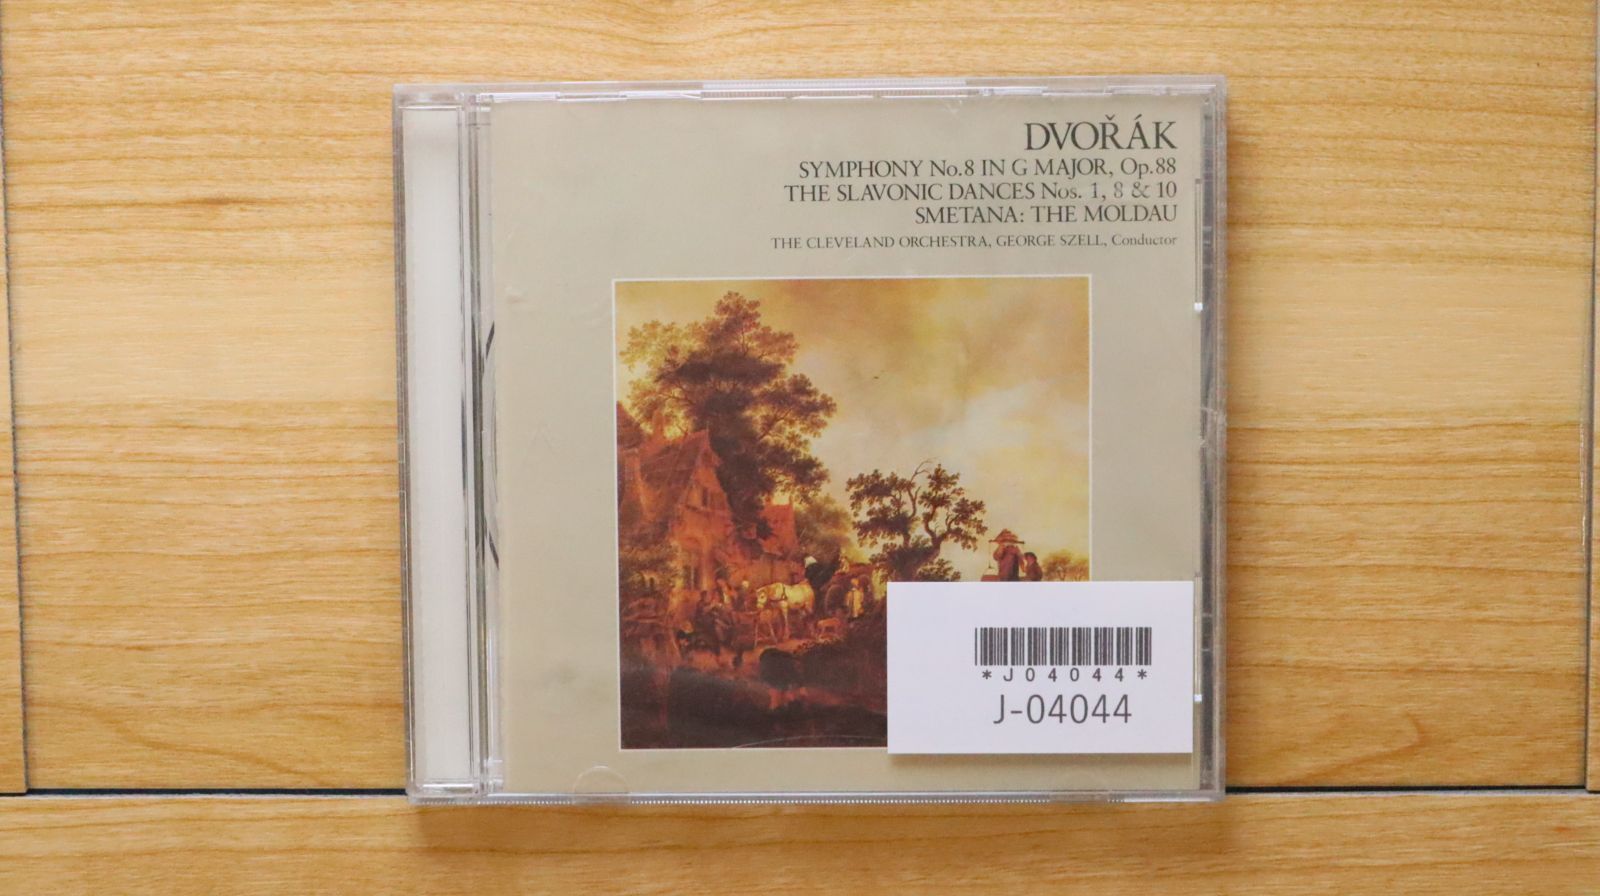 DVOŘÁK
SYMPHONY No.8 IN G MAJOR, Op.88
THE SLAVONIC DANCES Nos. 1, 8 & 10
SMETANA: THE MOLDAU
THE CLEVELAND ORCHESTRA, GEORGE SZELL, Conductor
*J04044*
J-04044